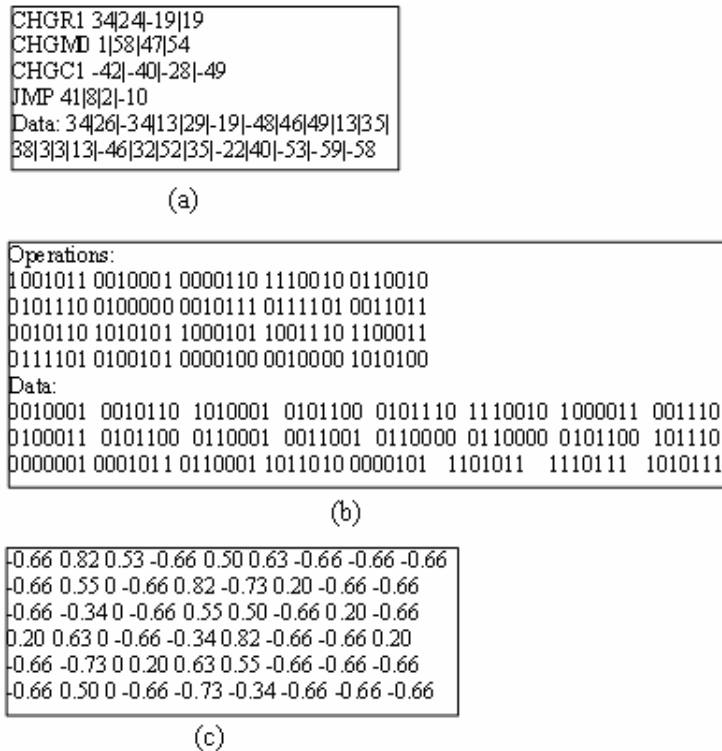 CHGR1 34|24|-19|19
CHGM0 1|58|47|54
CHGC1 -42|-40|-28|-49
JMP 41|8|2|-10
Data: 34|26|-34|13|29|-19|-48|46|49|13|35|
38|3|3|13|-46|32|52|35|-22|40|-53|-59|-58
(a)
Operations:
1001011 0010001 0000110 1110010 0110010
0101110 0100000 0010111 0111101 0011011
0010110 1010101 1000101 1001110 1100011
0111101 0100101 0000100 0010000 1010100
Data:
0010001 0010110 1010001 0101100 0101110 1110010 1000011 001110
0100011 0101100 0110001 0011001 0110000 0110000 0101100 101110
0000001 0001011 0110001 1011010 0000101 1101011 1110111 1010111
(b)
-0.66 0.82 0.53 -0.66 0.50 0.63 -0.66 -0.66 -0.66
-0.66 0.55 0 -0.66 0.82 -0.73 0.20 -0.66 -0.66
-0.66 -0.34 0 -0.66 0.55 0.50 -0.66 0.20 -0.66
0.20 0.63 0 -0.66 -0.34 0.82 -0.66 -0.66 0.20
-0.66 -0.73 0 0.20 0.63 0.55 -0.66 -0.66 -0.66
-0.66 0.50 0 -0.66 -0.73 -0.34 -0.66 -0.66 -0.66
(c)